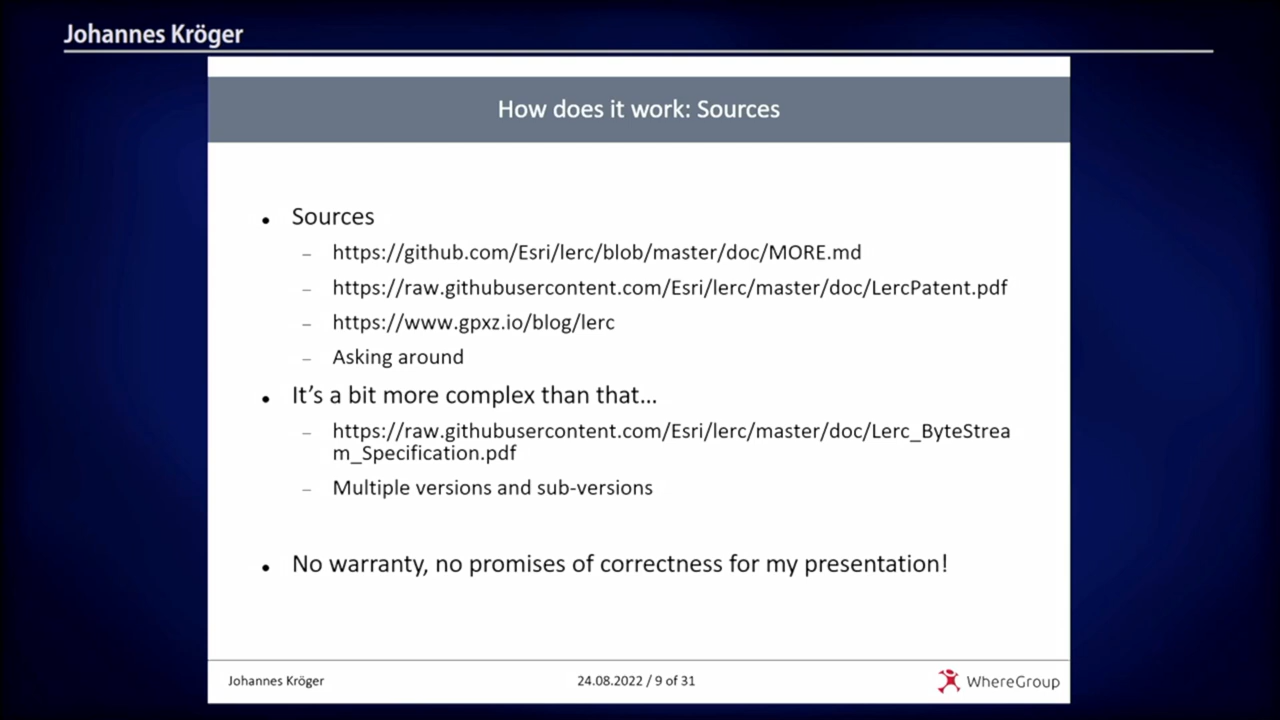 Johannes Kröger
How does it work: Sources
• Sources
– https://github.com/Esri/lerc/blob/master/doc/MORE.md
– https://raw.githubusercontent.com/Esri/lerc/master/doc/LercPatent.pdf
– https://www.gpxz.io/blog/lerc
– Asking around
• It’s a bit more complex than that…
– https://raw.githubusercontent.com/Esri/lerc/master/doc/Lerc_ByteStrea
m_Specification.pdf
– Multiple versions and sub-versions
• No warranty, no promises of correctness for my presentation!
Johannes Kröger
24.08.2022 / 9 of 31
WhereGroup